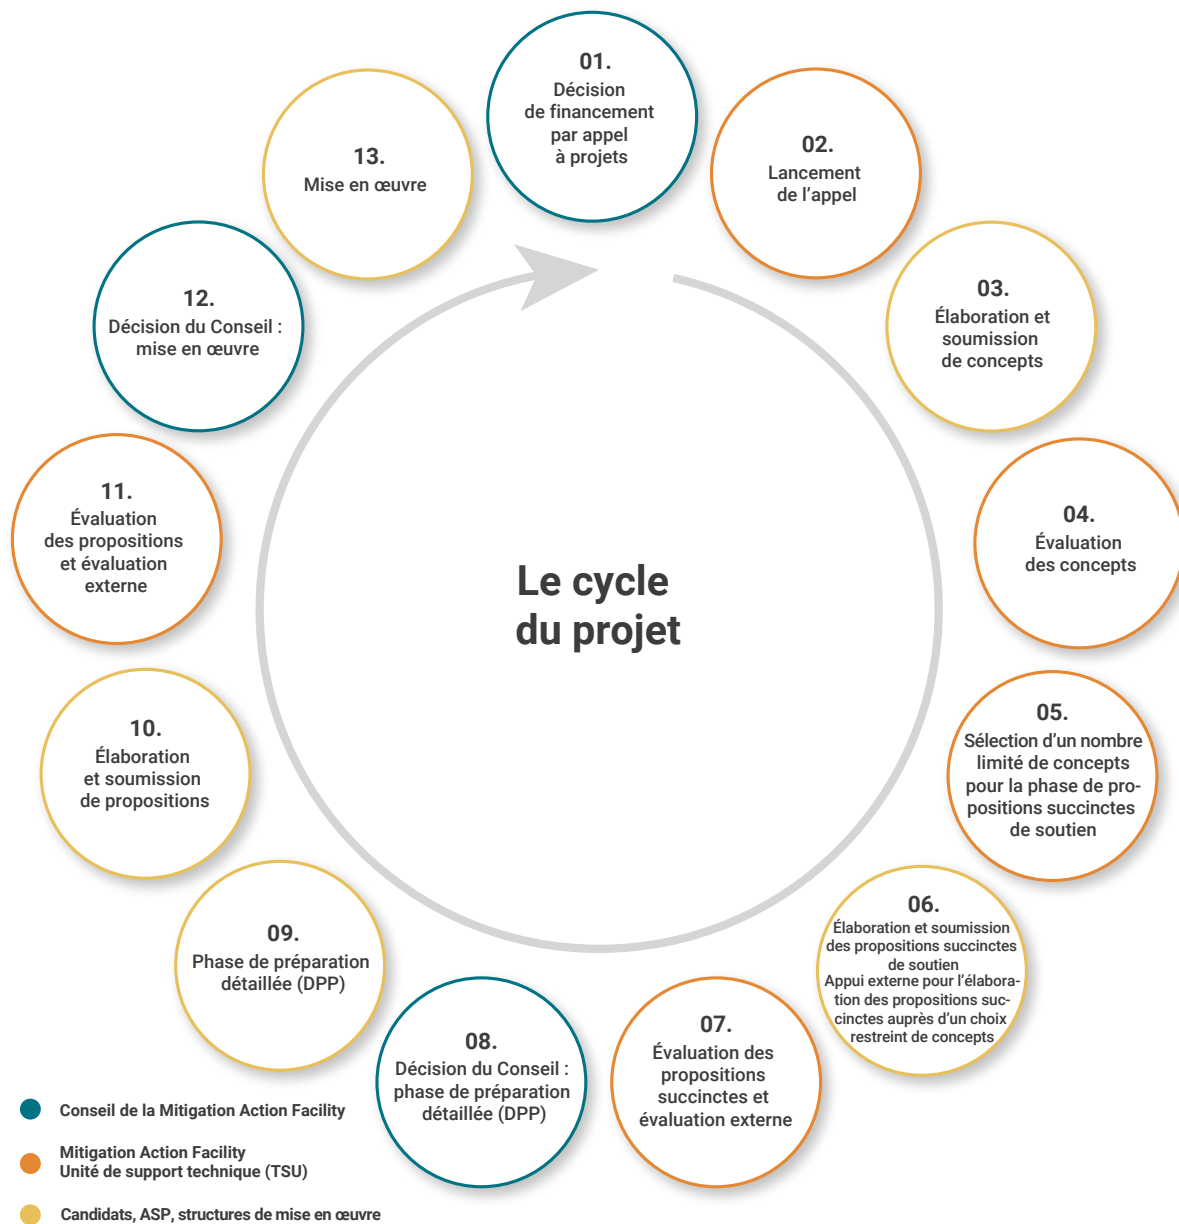 01.
Décision
de financement
par appel
à projets
02.
Lancement
de l'appel
03.
Élaboration et
soumission
de concepts
04.
Évaluation
des concepts
05.
Sélection d'un nombre
limité de concepts
pour la phase de pro-
positions succinctes
de soutien
06.
Élaboration et soumission
des propositions succinctes
de soutien
Appui externe pour l'élabora-
tion des propositions suc-
cinctes auprès d'un choix
restreint de concepts
07.
Évaluation des
propositions
succinctes et
évaluation externe
08.
Décision du Conseil :
phase de préparation
détaillée (DPP)
09.
Phase de préparation
détaillée (DPP)
10.
Élaboration
et soumission
de propositions
11.
Évaluation
des propositions
et évaluation
externe
12.
Décision du Conseil :
mise en œuvre
13.
Mise en œuvre
Le cycle
du projet
Conseil de la Mitigation Action Facility
Mitigation Action Facility
Unité de support technique (TSU)
Candidats, ASP, structures de mise en œuvre